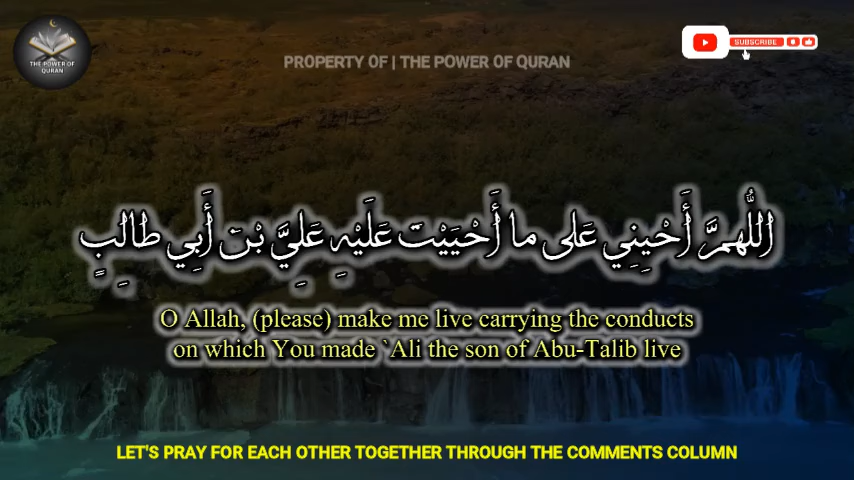 THE POWER OF
QURAN
PROPERTY OF | THE POWER OF QURAN
SUBSCRIBE
اللَّهُمَّ أَحْيِنِي عَلى ما أَحْيَيْتَ عَلَيْهِ عَلِيَّ بْنَ أَبِي طالِبٍ
O Allah, (please) make me live carrying the conducts
on which You made `Ali the son of Abu-Talib live
LET'S PRAY FOR EACH OTHER TOGETHER THROUGH THE COMMENTS COLUMN